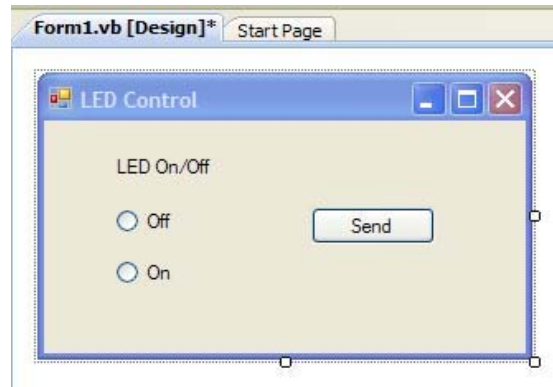 Form1.vb [Design]* Start Page
LED Control
LED On/Off
Off
Send
On